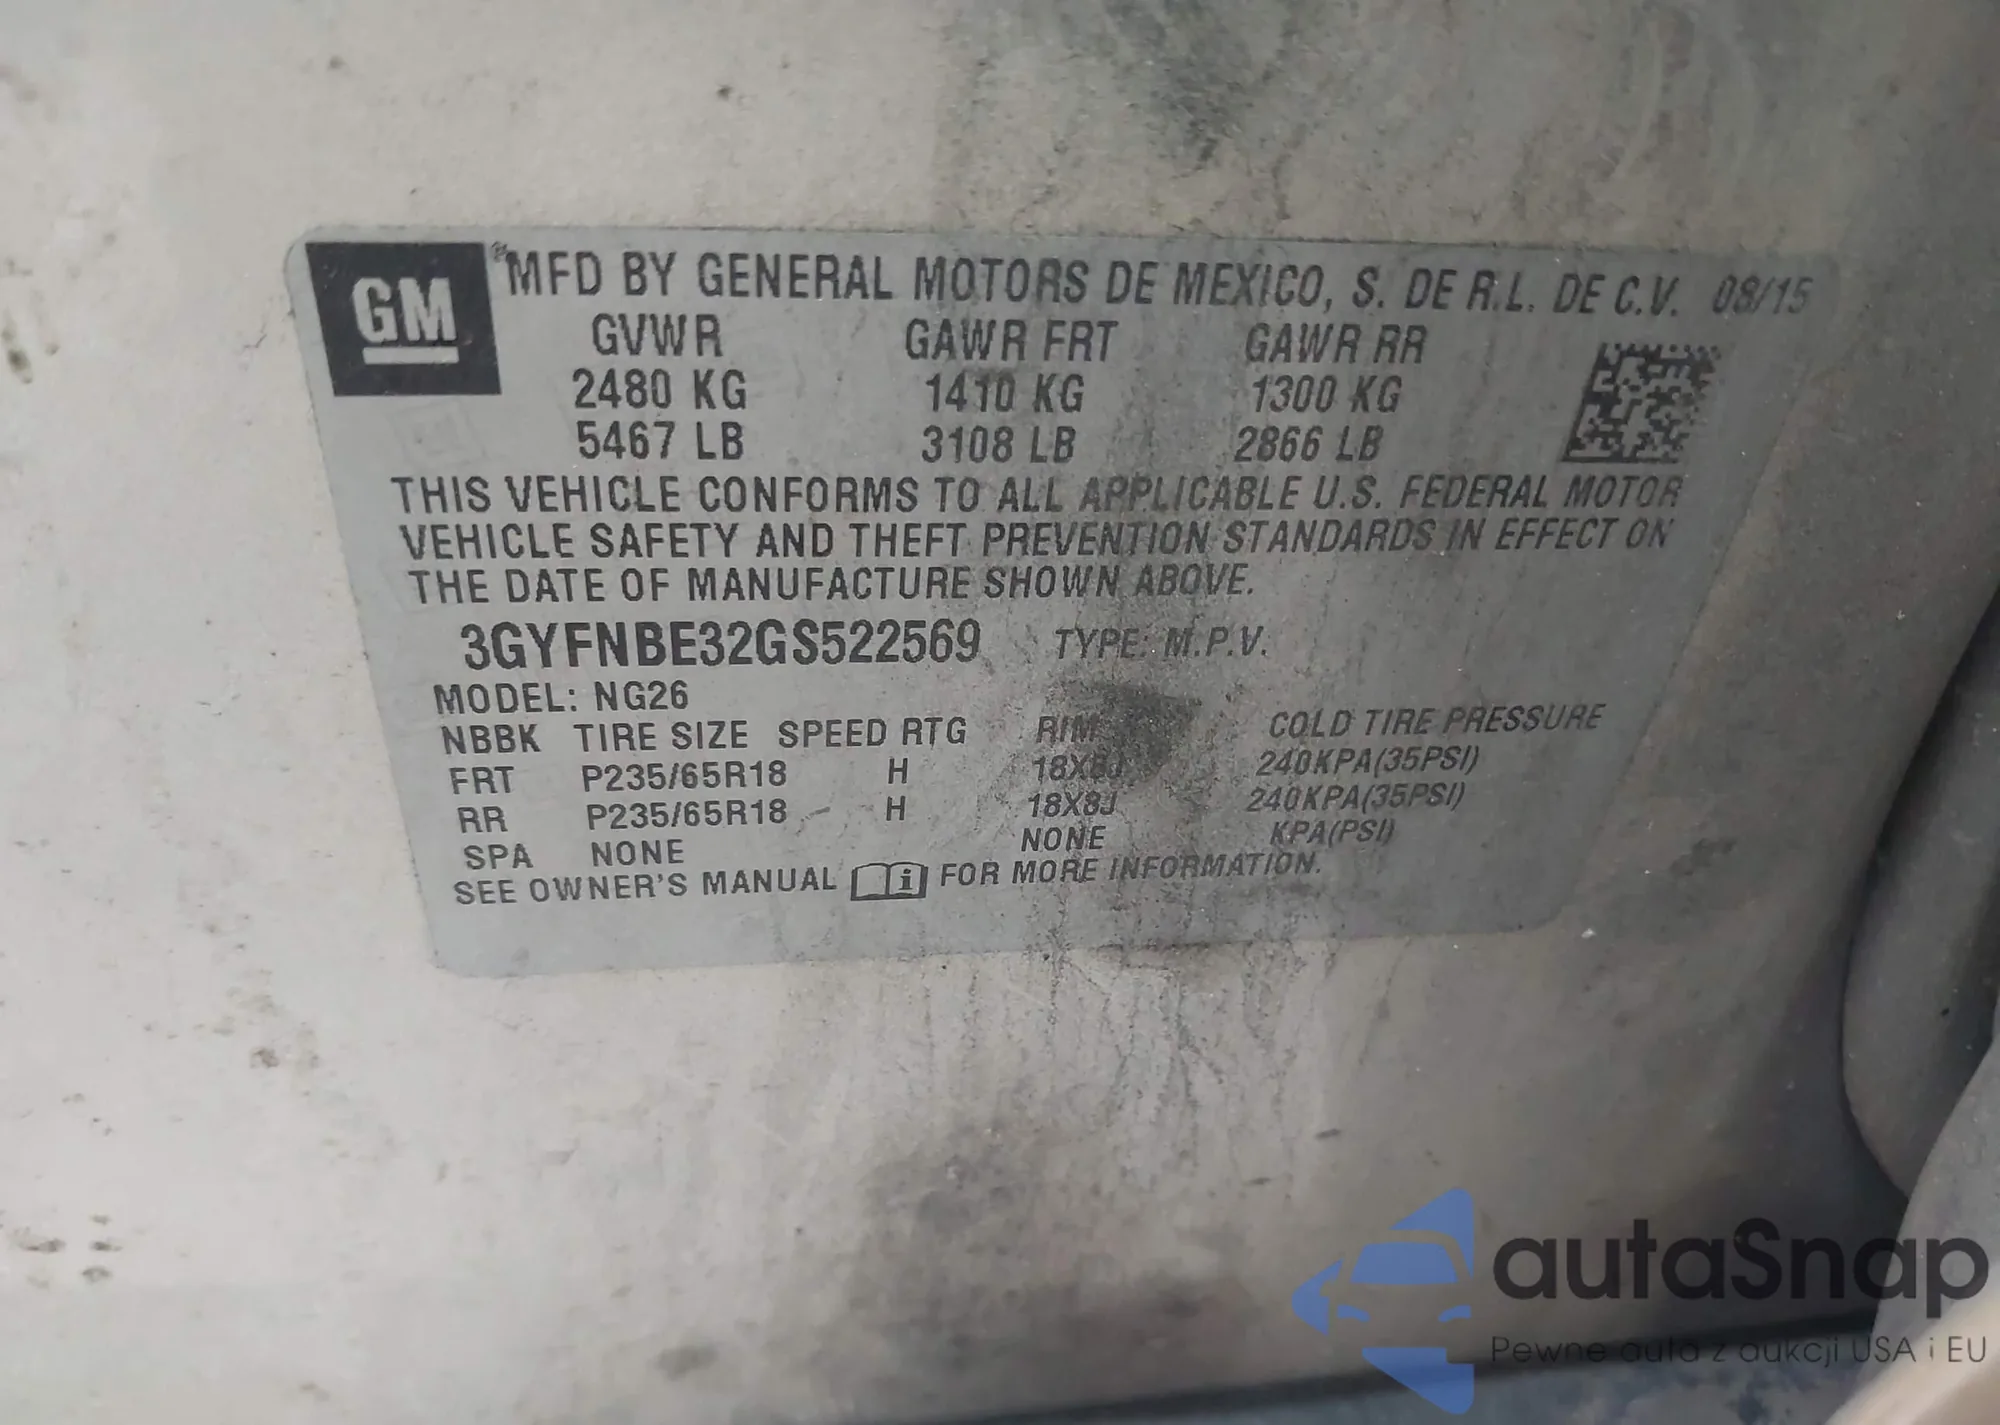 GM
®MFD BY GENERAL MOTORS DE MEXICO, S. DE R.L. DE C.V. 08/15
GVWR GAWR FRT GAWR RR
2480 KG 1410 KG 1300 KG
5467 LB 3108 LB 2866 LB
THIS VEHICLE CONFORMS TO ALL APPLICABLE U.S. FEDERAL MOTOR
VEHICLE SAFETY AND THEFT PREVENTION STANDARDS IN EFFECT ON
THE DATE OF MANUFACTURE SHOWN ABOVE.
3GYFNBE32GS522569 TYPE: M.P.V.
MODEL: NG26
NBBK TIRE SIZE SPEED RTG RIM COLD TIRE PRESSURE
FRT P235/65R18 H 18X8J 240KPA(35PSI)
RR P235/65R18 H 18X8J 240KPA(35PSI)
SPA NONE NONE KPA(PSI)
SEE OWNER'S MANUAL i FOR MORE INFORMATION.
autaSnap
Pewne auta z aukcji USA i EU